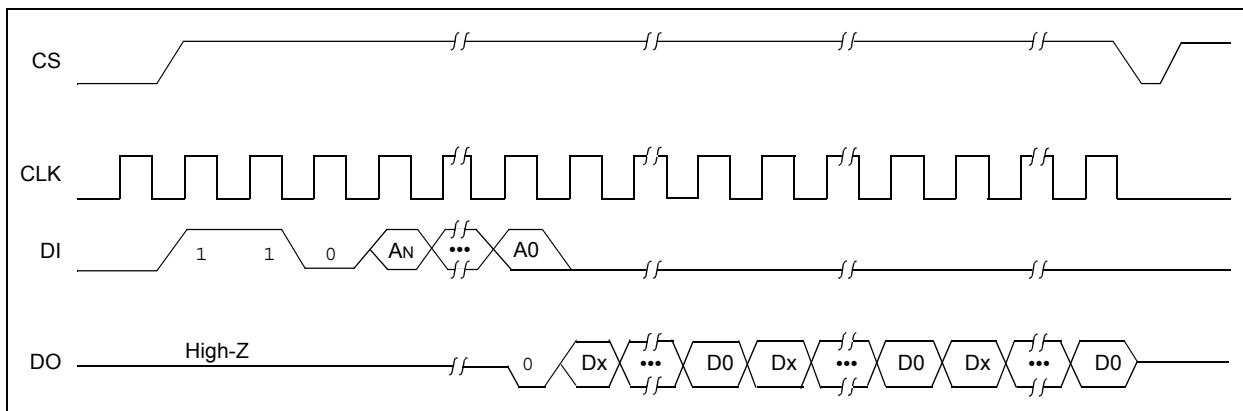 CS
CLK
DI 1 1 0 AN ••• A0
DO High-Z 0 Dx ••• D0 Dx ••• D0 Dx ••• D0